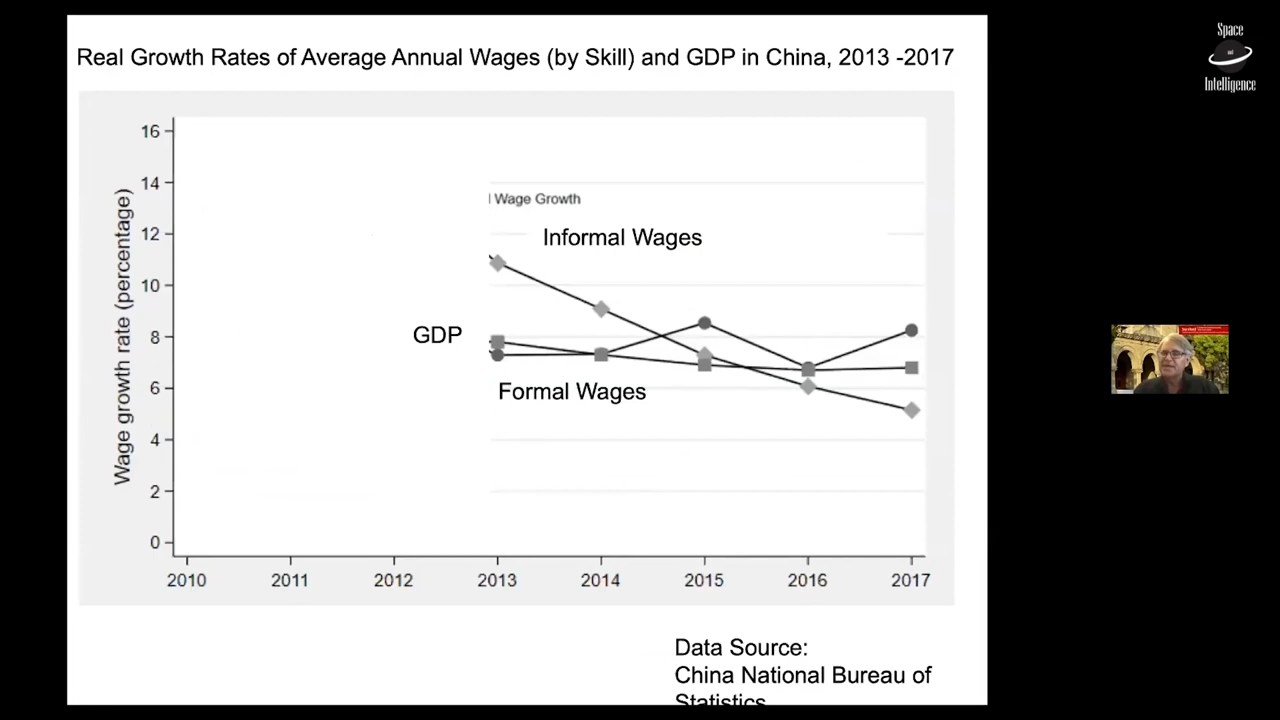 Real Growth Rates of Average Annual Wages (by Skill) and GDP in China, 2013 -2017
Space
and
Intelligence
Wage growth rate (percentage)
16
14
12
10
8
6
4
2
0
Wage Growth
Informal Wages
GDP
Formal Wages
2010 2011 2012 2013 2014 2015 2016 2017
Data Source:
China National Bureau of
Statistics